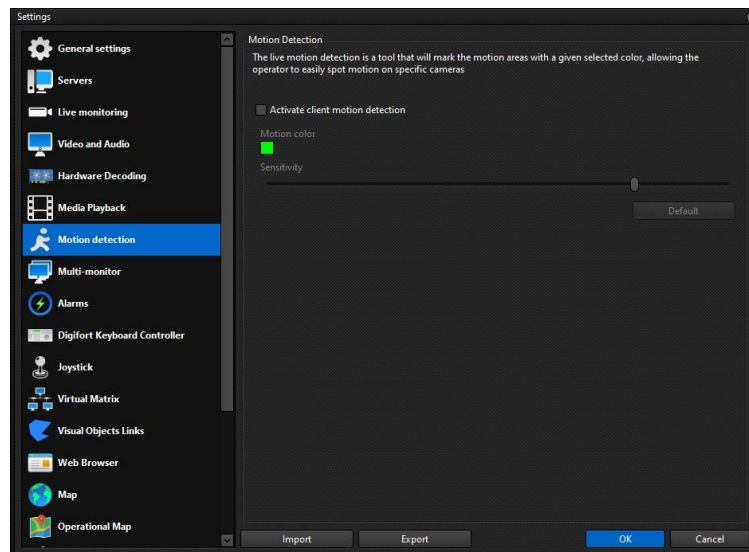 Settings
General settings
Servers
Live monitoring
Video and Audio
Hardware Decoding
Media Playback
Motion detection
Multi-monitor
Alarms
Digifort Keyboard Controller
Joystick
Virtual Matrix
Visual Objects Links
Web Browser
Map
Operational Map
Motion Detection
The live motion detection is a tool that will mark the motion areas with a given selected color, allowing the
operator to easily spot motion on specific cameras
Activate client motion detection
Motion color
Sensitivity
Default
Import
Export
OK
Cancel